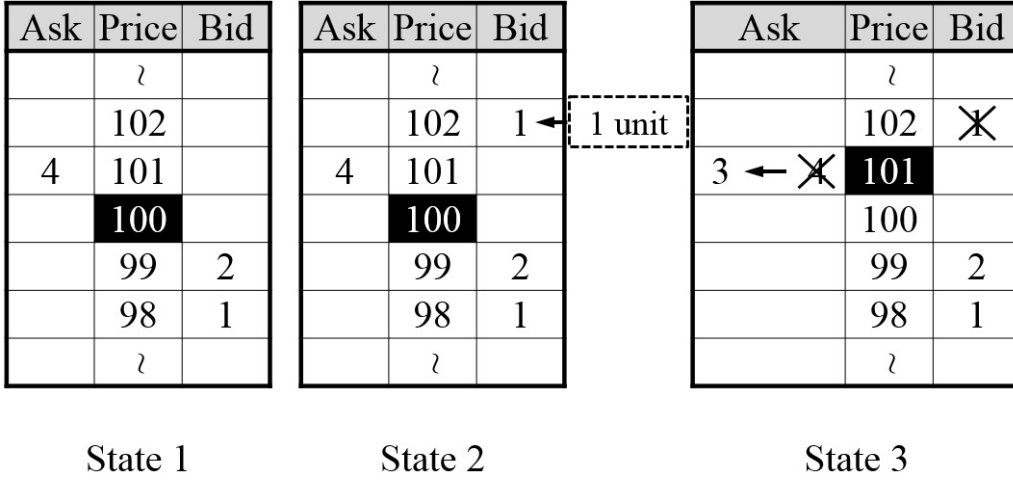 Ask Price Bid
~
102
4 101
100
99 2
98 1
~
State 1
Ask Price Bid
~
102 1
4 101
100
99 2
98 1
~
1 unit
State 2
Ask Price Bid
~
102 1
3 4 101
100
99 2
98 1
~
State 3